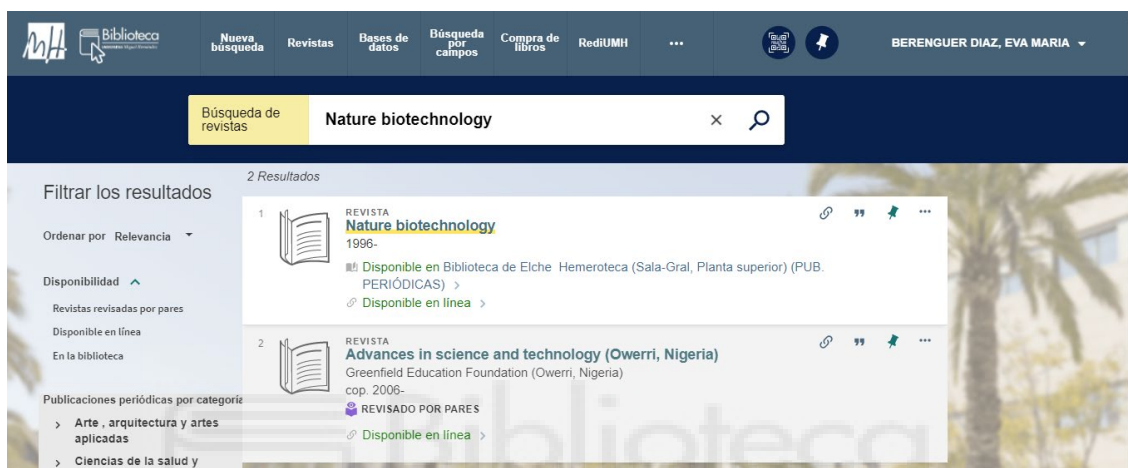 Biblioteca
Nueva búsqueda
Revistas
Bases de datos
Búsqueda por campos
Compra de libros
RediUMH
BERENGUER DIAZ, EVA MARIA
Búsqueda de
revistas
Nature biotechnology
Filtrar los resultados
Ordenar por Relevancia
Disponibilidad
Revistas revisadas por pares
Disponible en línea
En la biblioteca
Publicaciones periódicas por categoría
Arte , arquitectura y artes
aplicadas
Ciencias de la salud y
2 Resultados
1
REVISTA
Nature biotechnology
1996-
Disponible en Biblioteca de Elche Hemeroteca (Sala-Gral, Planta superior) (PUB.
PERIÓDICAS) >
Disponible en línea >
2
REVISTA
Advances in science and technology (Owerri, Nigeria)
Greenfield Education Foundation (Owerri, Nigeria)
cop. 2006-
REVISADO POR PARES
Disponible en línea >
Biblioteca